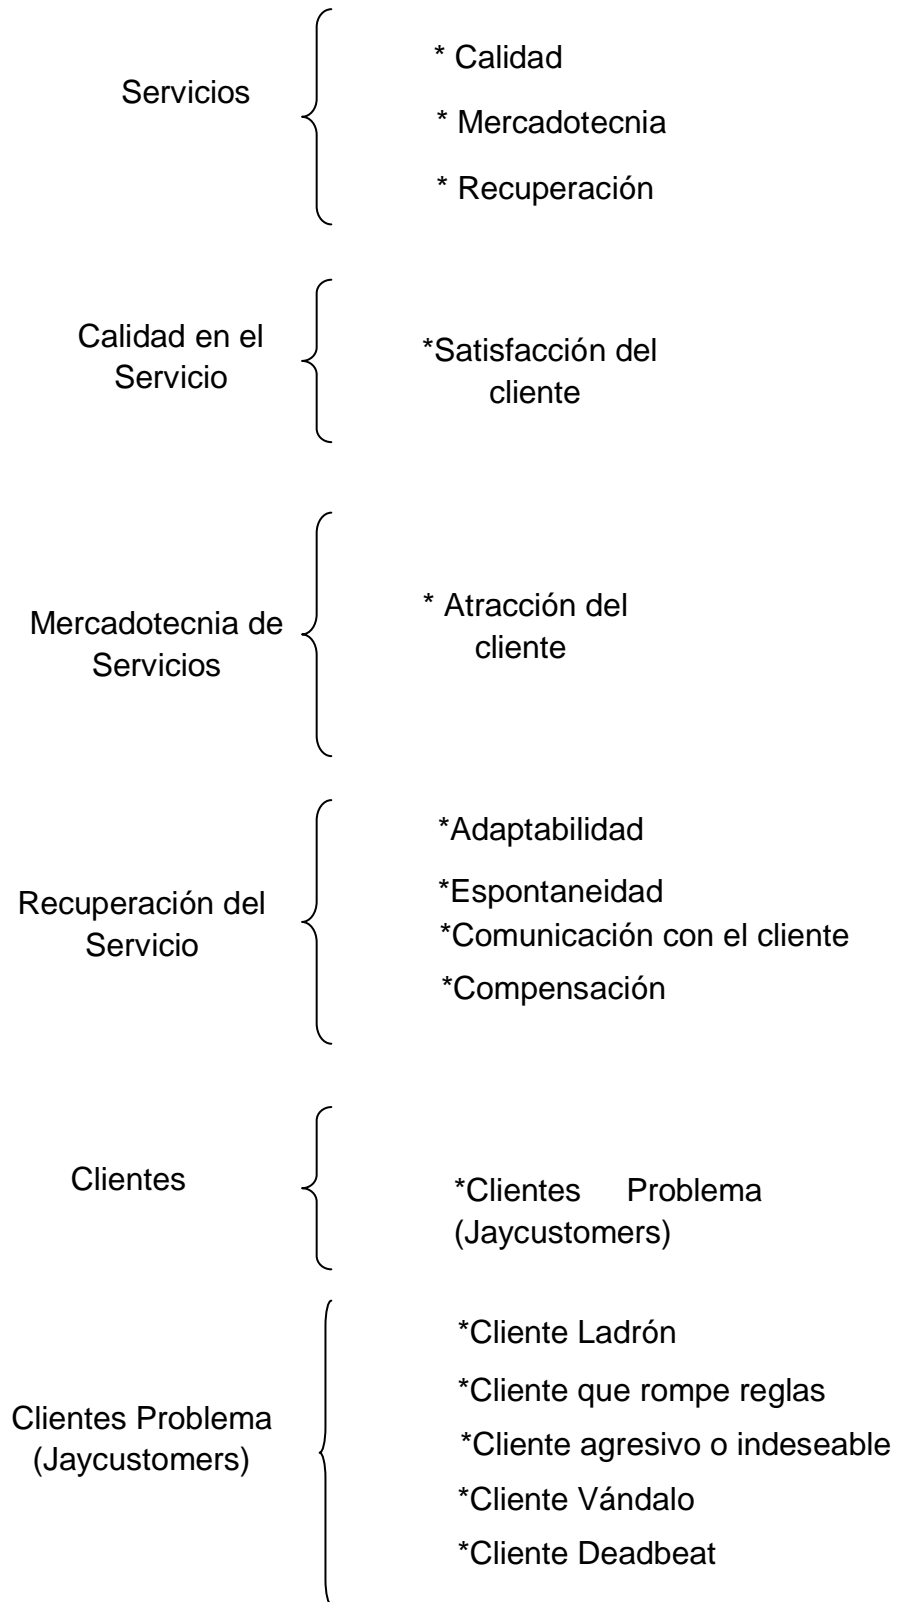 Servicios
* Calidad
* Mercadotecnia
* Recuperación
Calidad en el
Servicio
*Satisfacción del
cliente
Mercadotecnia de
Servicios
* Atracción del
cliente
Recuperación del
Servicio
*Adaptabilidad
*Espontaneidad
*Comunicación con el cliente
*Compensación
Clientes
*Clientes Problema
(Jaycustomers)
Clientes Problema
(Jaycustomers)
*Cliente Ladrón
*Cliente que rompe reglas
*Cliente agresivo o indeseable
*Cliente Vándalo
*Cliente Deadbeat